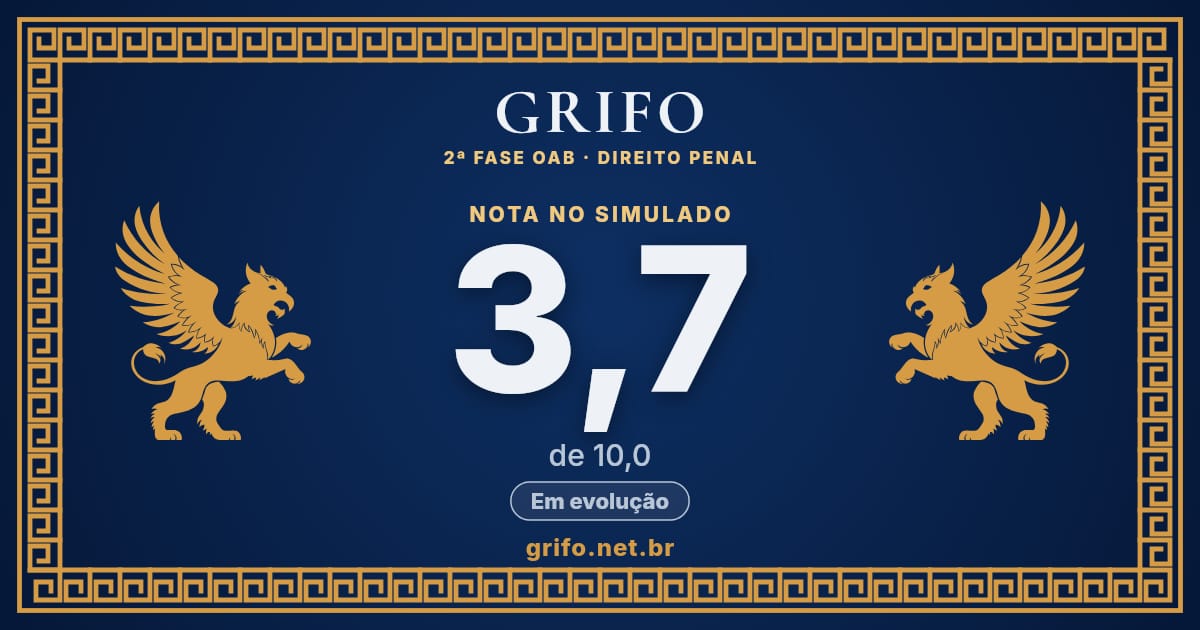 GRIFO
2ª FASE OAB · DIREITO PENAL
NOTA NO SIMULADO
3,7
de 10,0
Em evolução
grifo.net.br